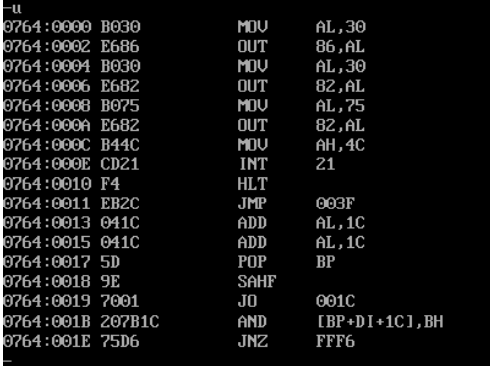 -u
0764:0000 B030 MOV AL,30
0764:0002 E686 OUT 86,AL
0764:0004 B030 MOV AL,30
0764:0006 E682 OUT 82,AL
0764:0008 B075 MOV AL,75
0764:000A E682 OUT 82,AL
0764:000C B44C MOV AH,4C
0764:000E CD21 INT 21
0764:0010 F4 HLT
0764:0011 EB2C JMP 003F
0764:0013 041C ADD AL,1C
0764:0015 041C ADD AL,1C
0764:0017 5D POP BP
0764:0018 9E SAHF
0764:0019 7001 JO 001C
0764:001B 207B1C AND [BP+DI+1C],BH
0764:001E 75D6 JNZ FFF6
-